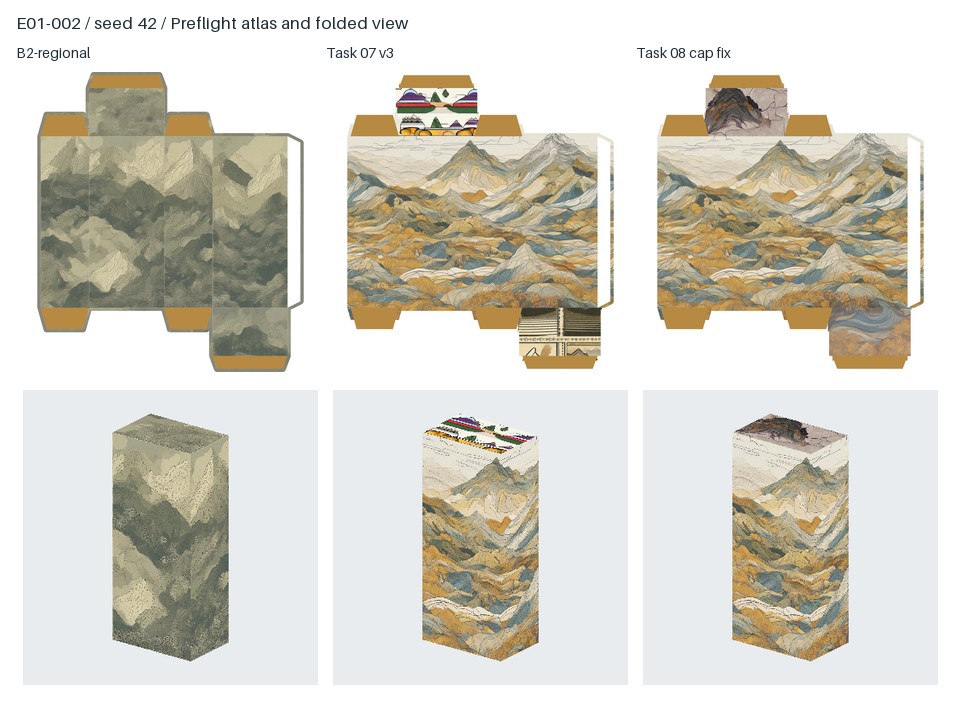 E01-002 / seed 42 / Preflight atlas and folded view
B2-regional
Task 07 v3
Task 08 cap fix